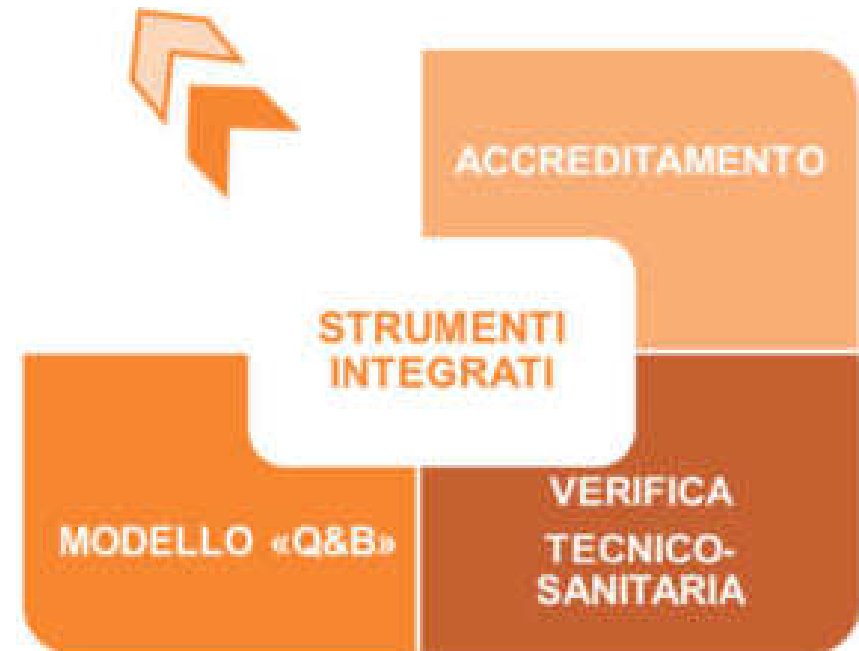 ACCREDITAMENTO
STRUMENTI
INTEGRATI
MODELLO «Q&B»
VERIFICA
TECNICO-
SANITARIA